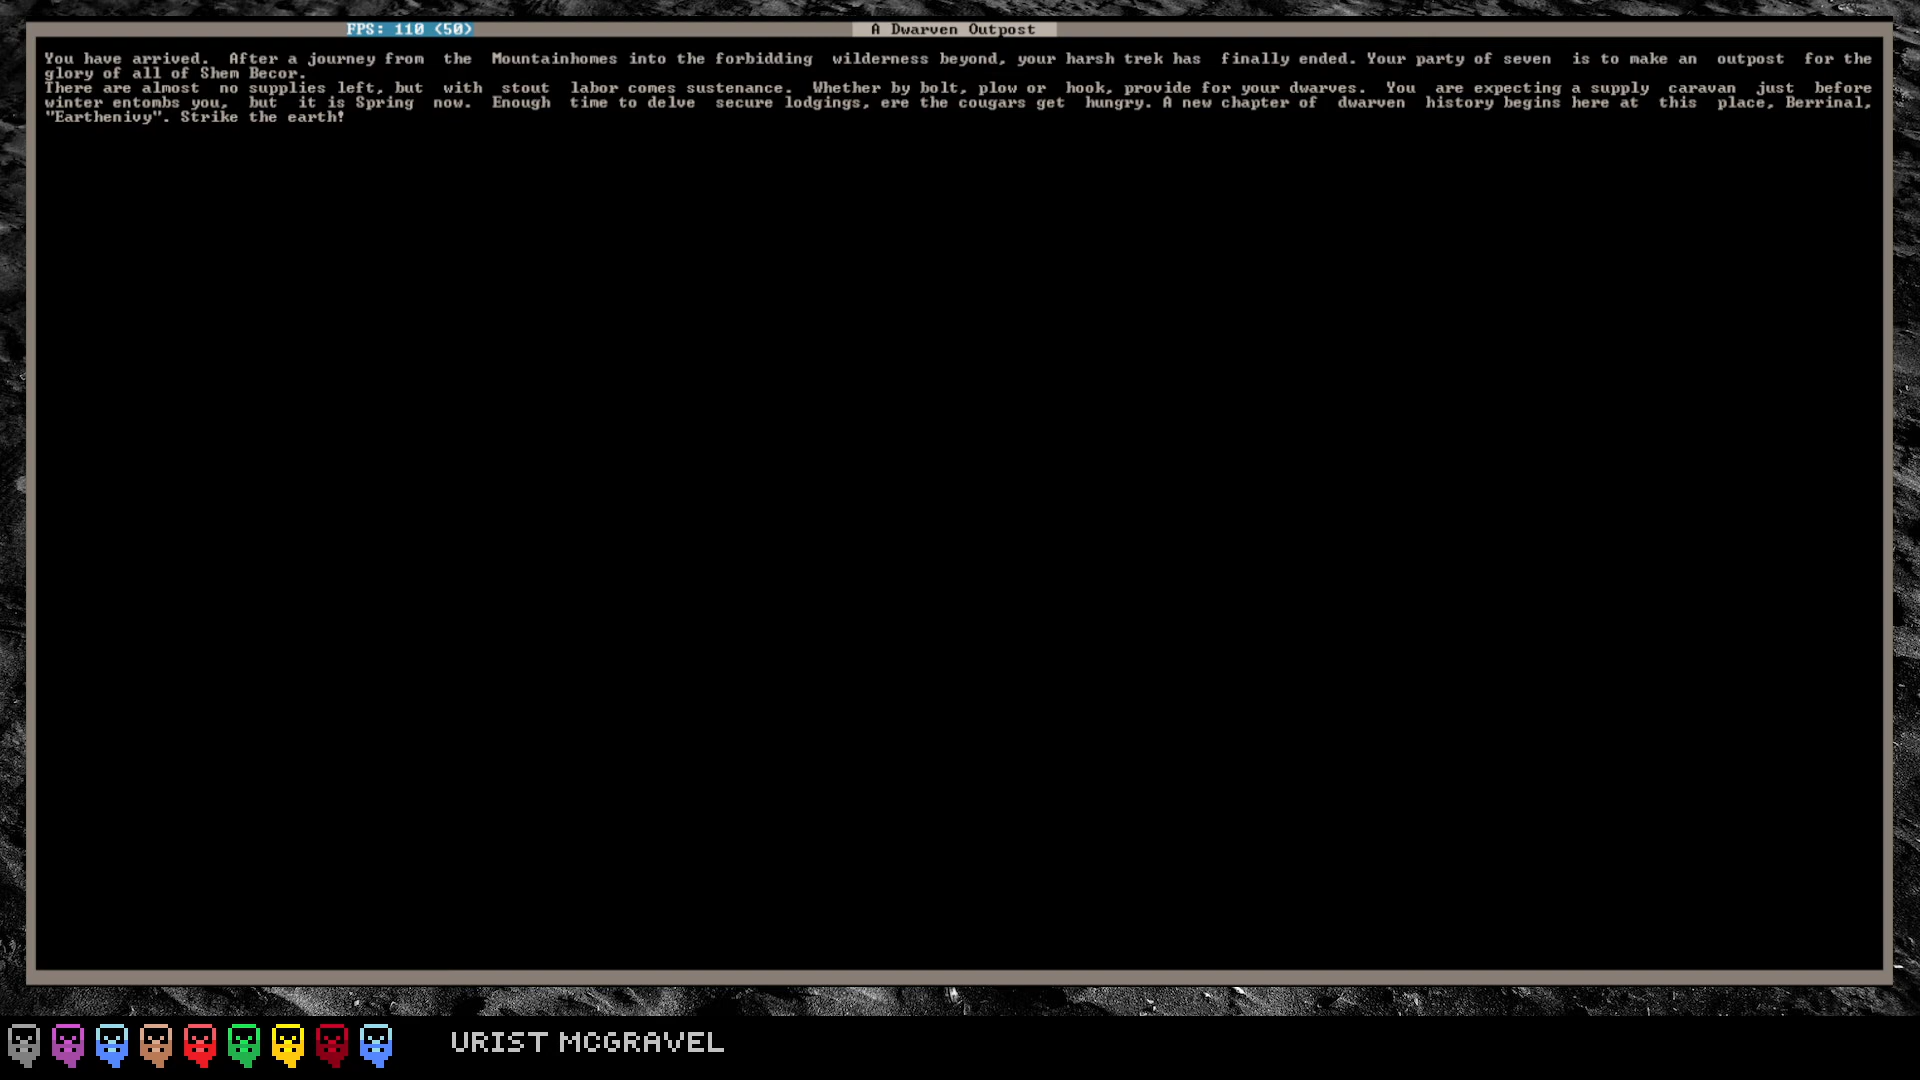 FPS: 110 (50)
A Dwarven Outpost
You have arrived. After a journey from the Mountainhomes into the forbidding wilderness beyond, your harsh trek has finally ended. Your party of seven is to make an outpost for the
glory of all of Shem Becor.
There are almost no supplies left, but with stout labor comes sustenance. Whether by bolt, plow or hook, provide for your dwarves. You are expecting a supply caravan just before
winter entombs you, but it is Spring now. Enough time to delve secure lodgings, ere the cougars get hungry. A new chapter of dwarven history begins here at this place, Berrinal,
"Earthenivy". Strike the earth!
URIST MCGRAVEL